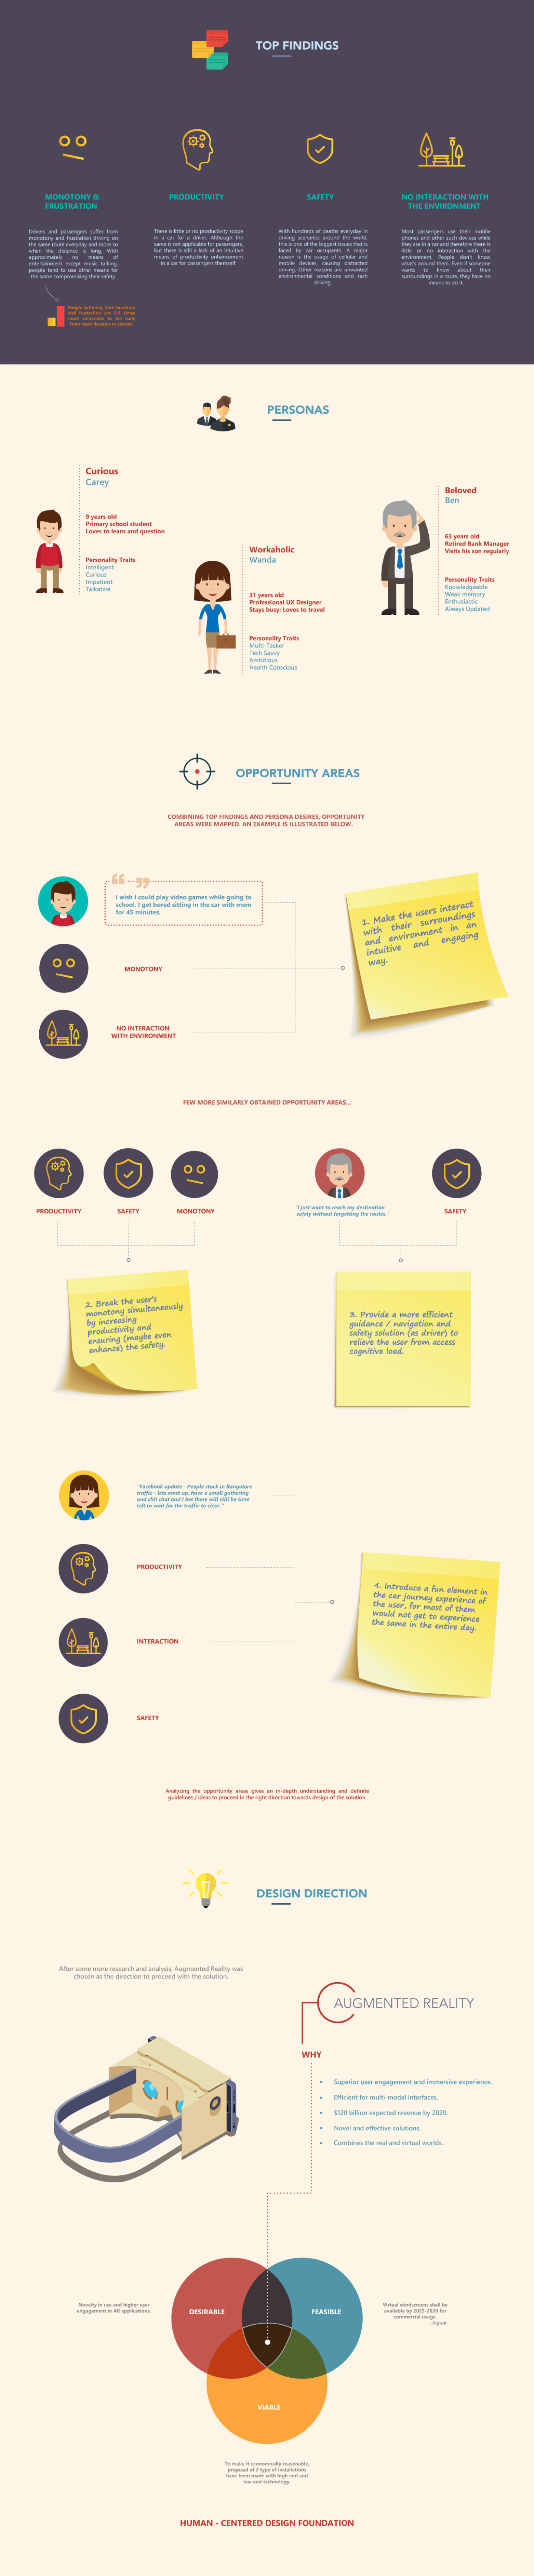 TOP FINDINGS
MONOTONY &
FRUSTRATION
Drivers and passengers suffer from
monotony and frustration driving on
the same route everyday and more so
when the distance is long. With
approximately no means of
entertainment except music, talking,
people tend to use other means for
the same compromising their safety.
People suffering from boredom
and frustration are 2.5 times
more vulnerable to die early
from heart diseases or strokes.
PRODUCTIVITY
There is little or no productivity scope
in a car for a driver. Although the
same is not applicable for passengers,
but there is still a lack of an intuitive
means of productivity enhancement
in a car for passengers themself.
SAFETY
With hundreds of deaths everyday in
driving scenarios around the world,
this is one of the biggest issues that is
faced by car occupants. A major
reason is the usage of cellular and
mobile devices, causing distracted
driving. Other reasons are unwanted
environmental conditions and rash
driving.
NO INTERACTION WITH
THE ENVIRONMENT
Most passengers use their mobile
phones and other such devices while
they are in a car and therefore there is
little or no interaction with the
environment. People don't know
what's around them. Even if someone
wants to know about their
surroundings in a route, they have no
means to do it.
PERSONAS
Curious
Carey
9 years old
Primary school student
Loves to learn and question
Personality Traits
Intelligent
Curious
Impatient
Talkative
Workaholic
Wanda
31 years old
Professional UX Designer
Stays busy; Loves to travel
Personality Traits
Multi-Tasker
Tech Savvy
Ambitious
Health Conscious
Beloved
Ben
63 years old
Retired Bank Manager
Visits his son regularly
Personality Traits
Knowledgeable
Weak memory
Enthusiastic
Always Updated
OPPORTUNITY AREAS
COMBINING TOP FINDINGS AND PERSONA DESIRES, OPPORTUNITY
AREAS WERE MAPPED. AN EXAMPLE IS ILLUSTRATED BELOW.
I wish I could play video games while going to
school. I get bored sitting in the car with mom
for 45 minutes.
MONOTONY
NO INTERACTION
WITH ENVIRONMENT
1. Make the users interact
with their surroundings
and environment in an
intuitive and engaging
way.
FEW MORE SIMILARLY OBTAINED OPPORTUNITY AREAS...
PRODUCTIVITY
SAFETY
MONOTONY
2. Break the user's
monotony simultaneously
by increasing
productivity and
ensuring (maybe even
enhance) the safety.
"I just want to reach my destination
safely without forgetting the routes."
SAFETY
3. Provide a more efficient
guidance / navigation and
safety solution (as driver) to
relieve the user from access
cognitive load.
"Facebook update - People stuck in Bangalore
traffic - lets meet up, have a small gathering
and chit chat and I bet there will still be time
left to wait for the traffic to clear."
PRODUCTIVITY
INTERACTION
SAFETY
4. Introduce a fun element in
the car journey experience of
the user, for most of them
would not get to experience
the same in the entire day.
Analyzing the opportunity areas gives an in-depth understanding and definite
guidelines / ideas to proceed in the right direction towards design of the solution.
DESIGN DIRECTION
After some more research and analysis, Augmented Reality was
chosen as the direction to proceed with the solution.
AUGMENTED REALITY
WHY
• Superior user engagement and immersive experience.
• Efficient for multi-modal interfaces.
• $120 billion expected revenue by 2020.
• Novel and effective solutions.
• Combines the real and virtual worlds.
Novelty in use and higher user
engagement in AR applications.
DESIRABLE
FEASIBLE
Virtual windscreens shall be
available by 2025-2030 for
commercial usage.
-Jaguar
VIABLE
To make it economically reasonable,
proposal of 2 type of installations
have been made with high end and
low end technology.
HUMAN - CENTERED DESIGN FOUNDATION